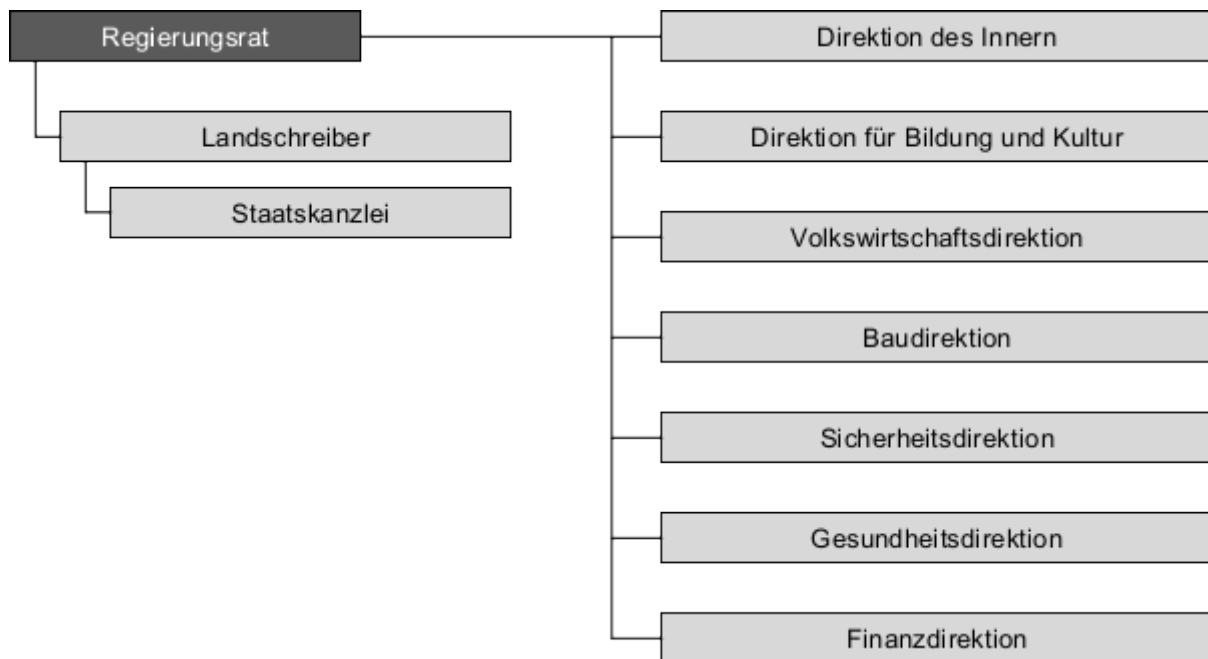 Regierungsrat
Landschreiber
Staatskanzlei
Direktion des Innern
Direktion für Bildung und Kultur
Volkswirtschaftsdirektion
Baudirektion
Sicherheitsdirektion
Gesundheitsdirektion
Finanzdirektion